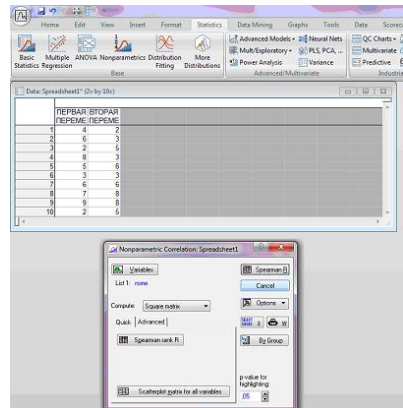 Home Edit View Insert Format Statistics Data Mining Graphs Tools Data Scorec
Basic Statistics
Multiple Regression
ANOVA
Nonparametrics
Distribution Fitting
More Distributions
Base
Advanced Models
Neural Nets
Mult/Exploratory
PLS, PCA, ...
Power Analysis
Variance
Advanced/Multivariate
QC Charts
Multivariate
Predictive
Industria
Data: Spreadsheet1* (2v by 10c)
ПЕРВАЯ ВТОРАЯ
ПЕРЕМЕ ПЕРЕМЕ
1 4 2
2 6 3
3 2 5
4 8 3
5 5 6
6 3 3
7 6 6
8 7 8
9 9 8
10 2 5
Nonparametric Correlation: Spreadsheet1
Variables
Spearman R
List 1: none
Cancel
Compute: Square matrix
Options
Quick Advanced
By Group
Spearman rank R
p-value for
highlighting:
.05
Scatterplot matrix for all variables